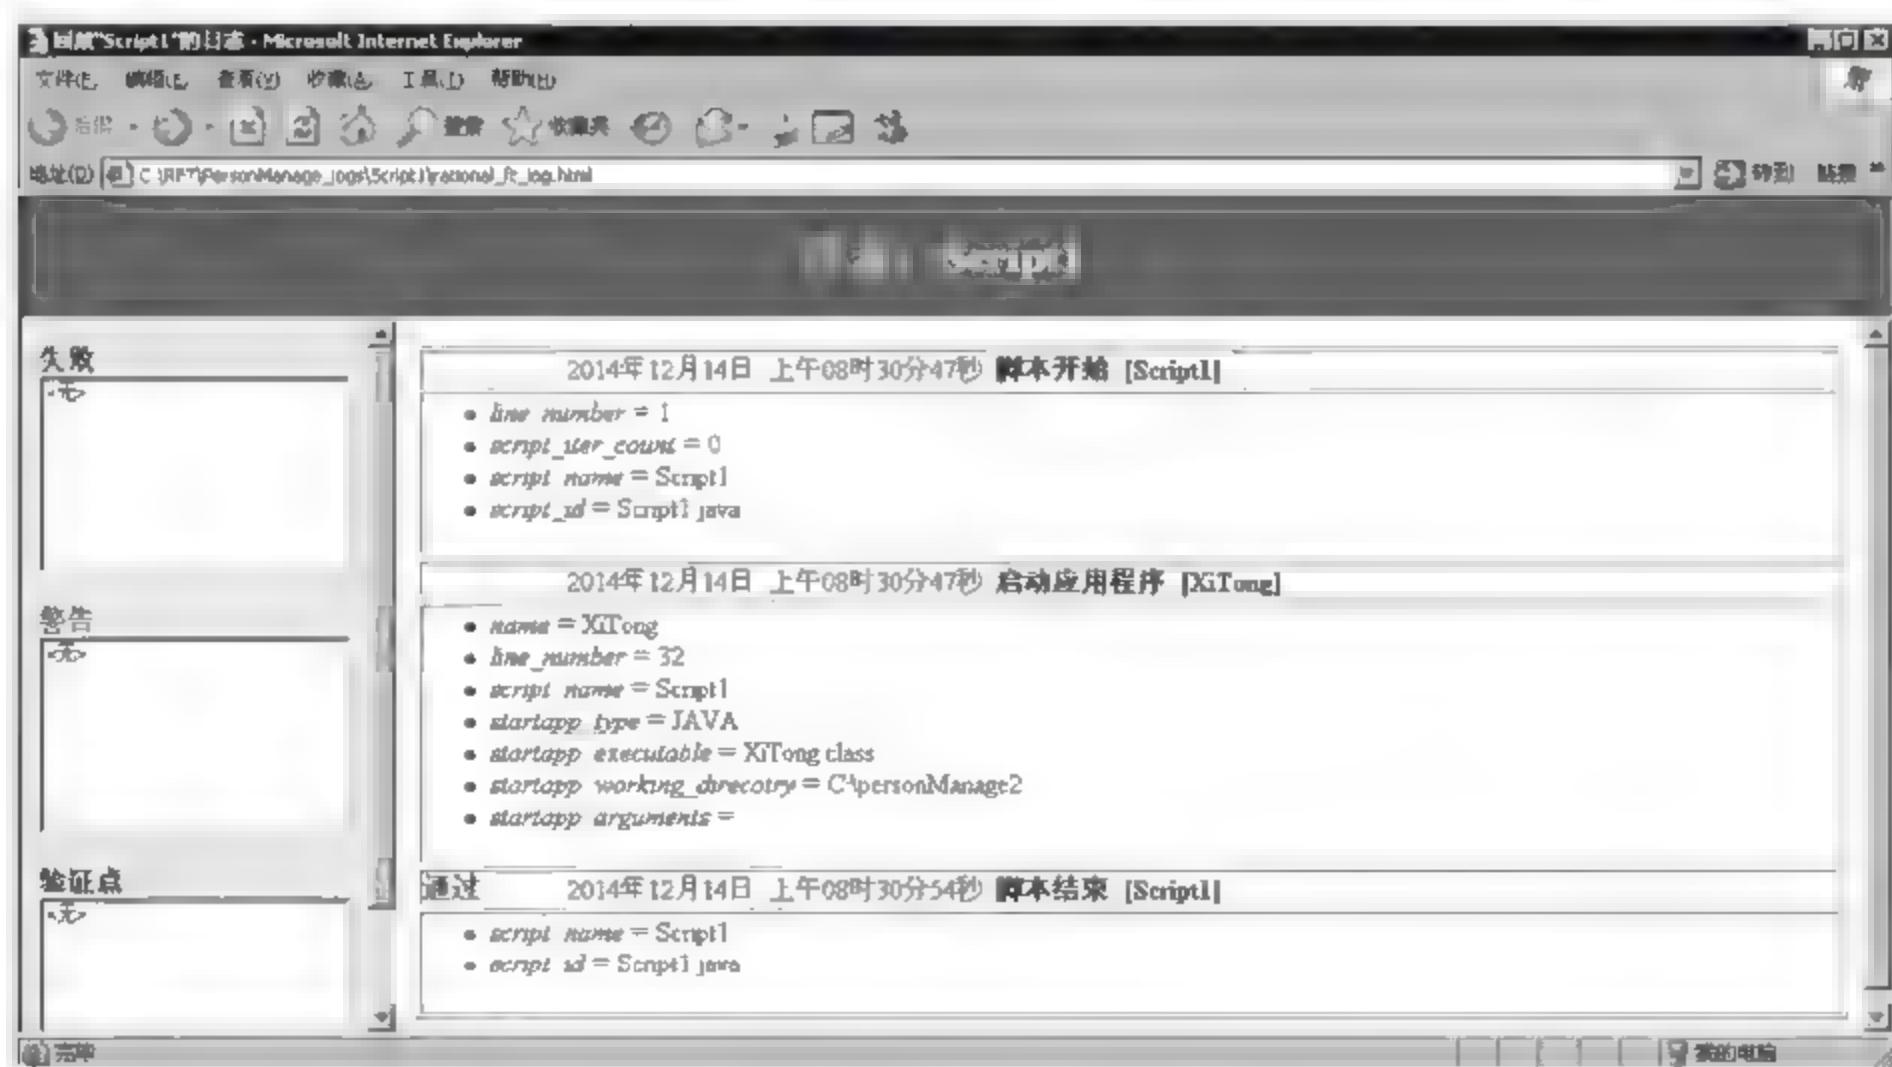 回放"Script1"的日志 - Microsoft Internet Explorer
文件(F) 编辑(E) 查看(V) 收藏(A) 工具(T) 帮助(H)
后退 搜索 收藏夹
地址(D) C:\RFT\PersonManage_logs\Script1\rational_ft_log.html 转到 链接 »
Script1
失败
<无>
警告
<无>
验证点
<无>
2014年12月14日 上午08时30分47秒 脚本开始 [Script1]
line_number = 1
script_iter_count = 0
script_name = Script1
script_id = Script1.java
2014年12月14日 上午08时30分47秒 启动应用程序 [XiTong]
name = XiTong
line_number = 32
script_name = Script1
startapp_type = JAVA
startapp_executable = XiTong.class
startapp_working_direcotry = C:\personManage2
startapp_arguments =
通过 2014年12月14日 上午08时30分54秒 脚本结束 [Script1]
script_name = Script1
script_id = Script1.java
完毕 我的电脑